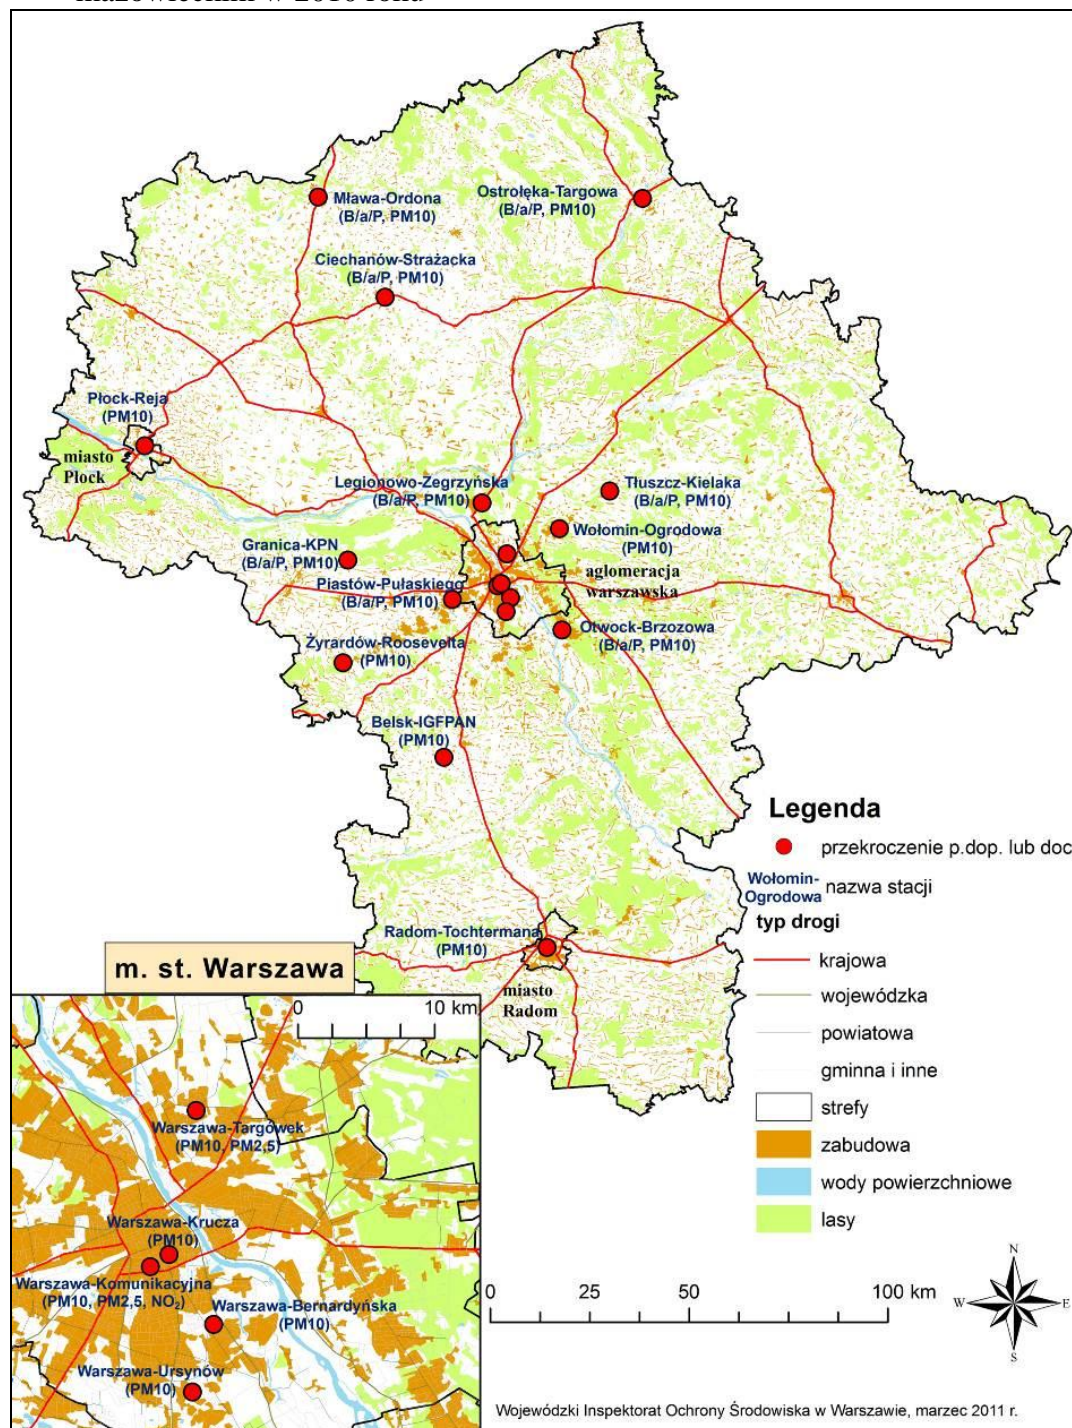 mazowieckim w 2010 roku
Mława-Ordona
(B/a/P, PM10)
Ostrołęka-Targowa
(B/a/P, PM10)
Ciechanów-Strażacka
(B/a/P, PM10)
Płock-Reja
(PM10)
miasto
Płock
Legionowo-Zegrzyńska
(B/a/P, PM10)
Tłuszcz-Kielaka
(B/a/P, PM10)
Wołomin-Ogrodowa
(PM10)
Granica-KPN
(B/a/P, PM10)
aglomeracja
warszawska
Piastów-Pułaskiego
(B/a/P, PM10)
Otwock-Brzozowa
(B/a/P, PM10)
Żyrardów-Roosevelta
(PM10)
Belsk-IGFPAN
(PM10)
Radom-Tochtermana
(PM10)
miasto
Radom
Legenda
przekroczenie p.dop. lub doc
Wołomin-
Ogrodowa
nazwa stacji
typ drogi
krajowa
wojewódzka
powiatowa
gminna i inne
strefy
zabudowa
wody powierzchniowe
lasy
m. st. Warszawa
0 10 km
Warszawa-Targówek
(PM10, PM2,5)
Warszawa-Krucza
(PM10)
Warszawa-Komunikacyjna
(PM10, PM2,5, NO₂)
Warszawa-Bernardyńska
(PM10)
Warszawa-Ursynów
(PM10)
0 25 50 100 km
N
W E
S
Wojewódzki Inspektorat Ochrony Środowiska w Warszawie, marzec 2011 r.